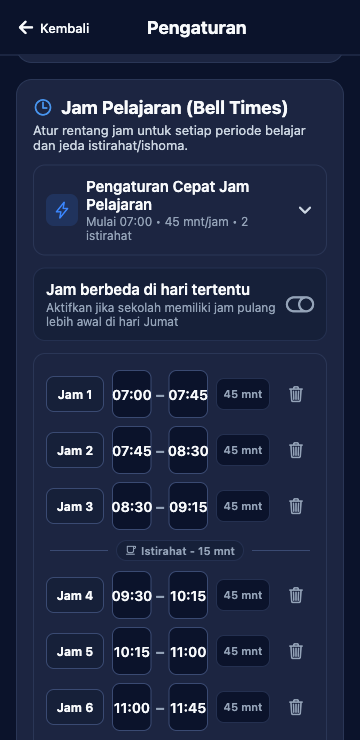 Kembali
Pengaturan
Jam Pelajaran (Bell Times)
Atur rentang jam untuk setiap periode belajar
dan jeda istirahat/ishoma.
Pengaturan Cepat Jam
Pelajaran
Mulai 07:00 • 45 mnt/jam • 2
istirahat
Jam berbeda di hari tertentu
Aktifkan jika sekolah memiliki jam pulang
lebih awal di hari Jumat
Jam 1 07:00 – 07:45 45 mnt
Jam 2 07:45 – 08:30 45 mnt
Jam 3 08:30 – 09:15 45 mnt
Istirahat - 15 mnt
Jam 4 09:30 – 10:15 45 mnt
Jam 5 10:15 – 11:00 45 mnt
Jam 6 11:00 – 11:45 45 mnt